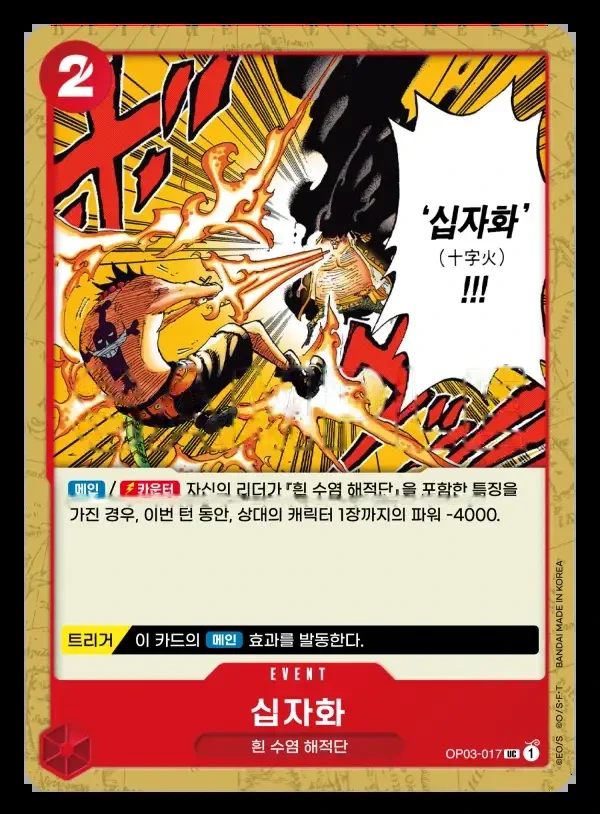 2
ボボ
‘십자화’
(十字火)
!!!
메인 / 카운터 자신의 리더가 『흰 수염 해적단』을 포함한 특징을
가진 경우, 이번 턴 동안, 상대의 캐릭터 1장까지의 파워 -4000.
트리거 이 카드의 메인 효과를 발동한다.
EVENT
십자화
흰 수염 해적단
OP03-017 UC 1
©E.O/S. ©O/S·F·T BANDAI MADE IN KOREA